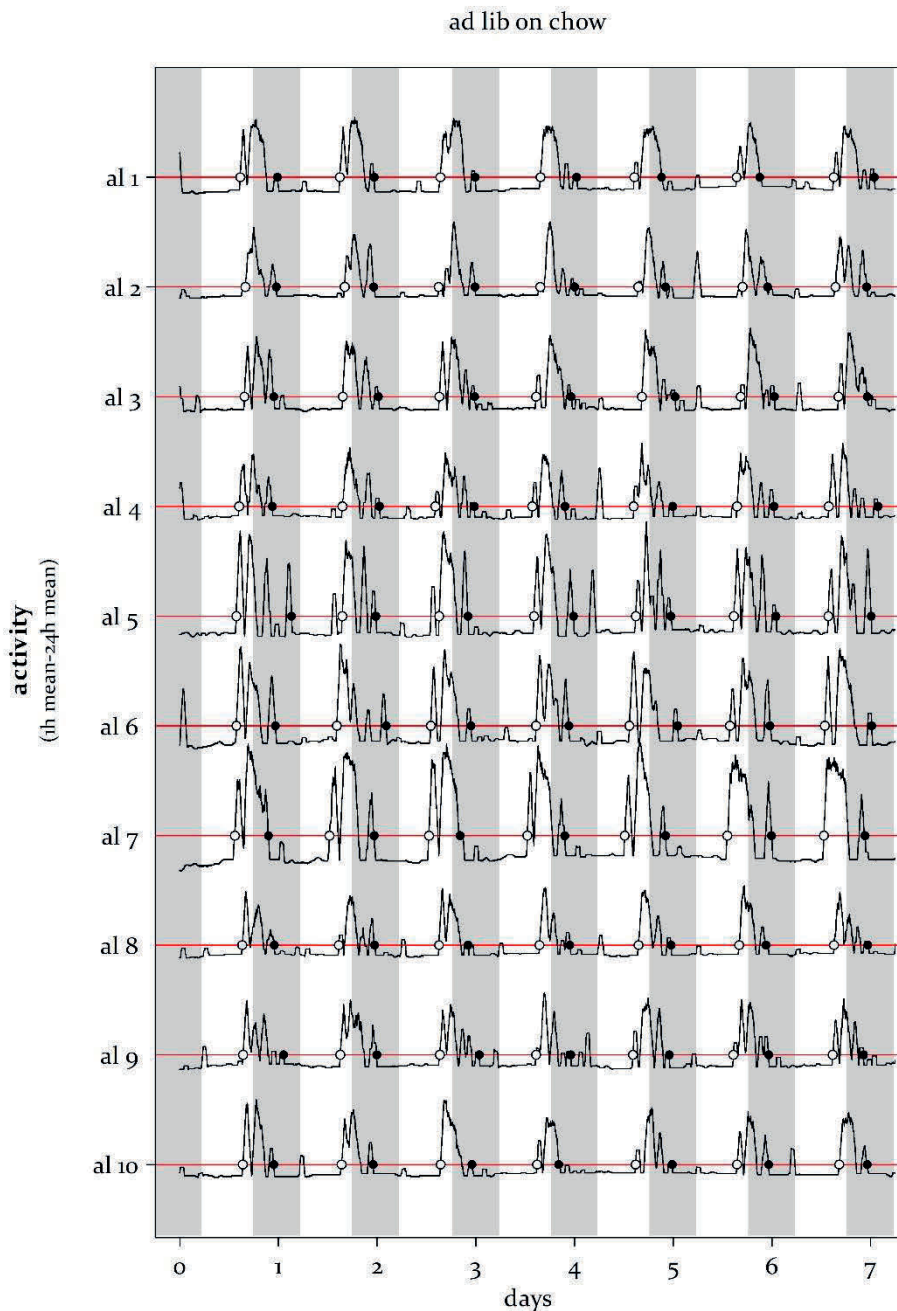 ad lib on chow
al 1
al 2
al 3
al 4
al 5
al 6
al 7
al 8
al 9
al 10
activity
(1h mean-24h mean)
0 1 2 3 4 5 6 7
days